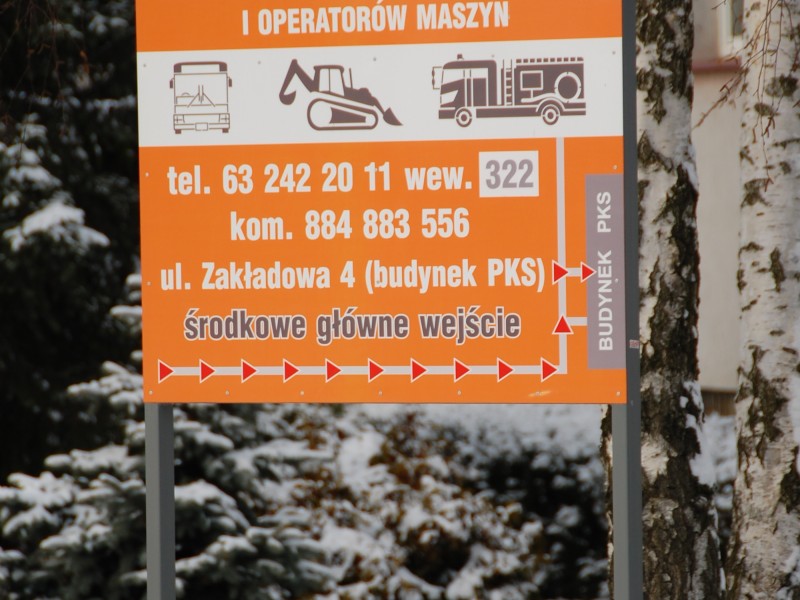 I OPERATORÓW MASZYN
tel. 63 242 20 11 wew. 322
kom. 884 883 556
ul. Zakładowa 4 (budynek PKS)
środkowe główne wejście
BUDYNEK PKS